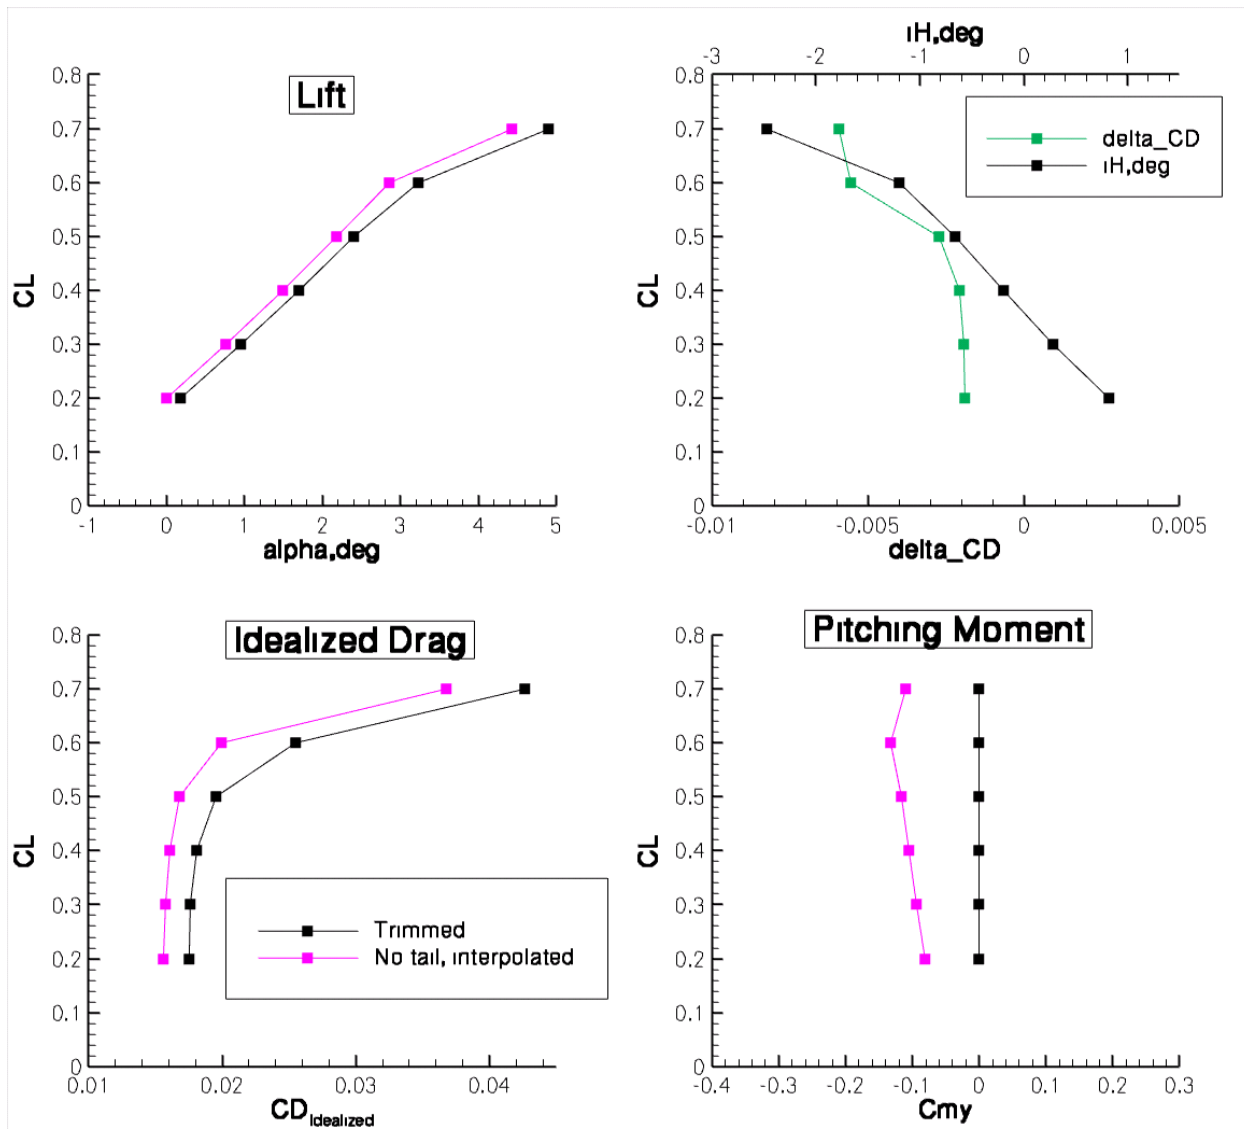 Lift
0.8
0.7
0.6
0.5
0.4
0.3
0.2
0.1
0
CL
-1 0 1 2 3 4 5
alpha,deg
iH,deg
-3 -2 -1 0 1
0.8
0.7
0.6
0.5
0.4
0.3
0.2
0.1
0
CL
delta_CD
iH,deg
-0.01 -0.005 0 0.005
delta_CD
Idealized Drag
0.8
0.7
0.6
0.5
0.4
0.3
0.2
0.1
0
CL
Trimmed
No tail, interpolated
0.01 0.02 0.03 0.04
CD Idealized
Pitching Moment
0.8
0.7
0.6
0.5
0.4
0.3
0.2
0.1
0
CL
-0.4 -0.3 -0.2 -0.1 0 0.1 0.2 0.3
Cmy